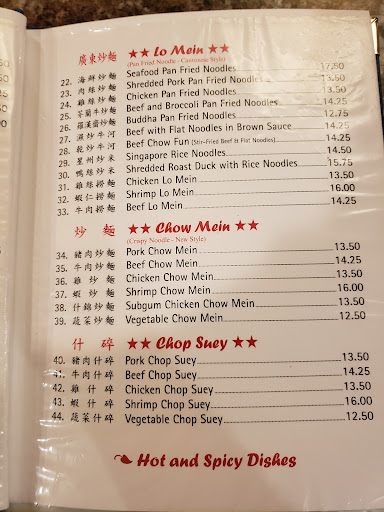 廣東炒麵 ★★ Lo Mein ★★
(Pan Fried Noodle - Cantonese Style)
22. 海鮮炒麵 Seafood Pan Fried Noodles 17.50
23. 肉絲炒麵 Shredded Pork Pan Fried Noodles 13.50
24. 雞絲炒麵 Chicken Pan Fried Noodles 13.50
25. 芥蘭牛炒麵 Beef and Broccoli Pan Fried Noodles 14.25
26. 羅漢齋炒麵 Buddha Pan Fried Noodles 12.75
27. 濕炒牛河 Beef with Flat Noodles in Brown Sauce 14.25
28. 乾炒牛河 Beef Chow Fun (Stir-Fried Beef & Flat Noodles) 14.25
29. 星州炒米 Singapore Rice Noodles 14.50
30. 鴨絲炒米 Shredded Roast Duck with Rice Noodles 15.75
31. 雞絲撈麵 Chicken Lo Mein 13.50
32. 蝦仁撈麵 Shrimp Lo Mein 16.00
33. 牛肉撈麵 Beef Lo Mein 14.25
炒麵 ★★ Chow Mein ★★
(Crispy Noodle - New Style)
34. 豬肉炒麵 Pork Chow Mein 13.50
35. 牛肉炒麵 Beef Chow Mein 14.25
36. 雞炒麵 Chicken Chow Mein 13.50
37. 蝦炒麵 Shrimp Chow Mein 16.00
38. 什錦炒麵 Subgum Chicken Chow Mein 13.50
39. 蔬菜炒麵 Vegetable Chow Mein 12.50
什碎 ★★ Chop Suey ★★
40. 豬肉什碎 Pork Chop Suey 13.50
41. 牛肉什碎 Beef Chop Suey 14.25
42. 雞什碎 Chicken Chop Suey 13.50
43. 蝦什碎 Shrimp Chop Suey 16.00
44. 蔬菜什碎 Vegetable Chop Suey 12.50
Hot and Spicy Dishes